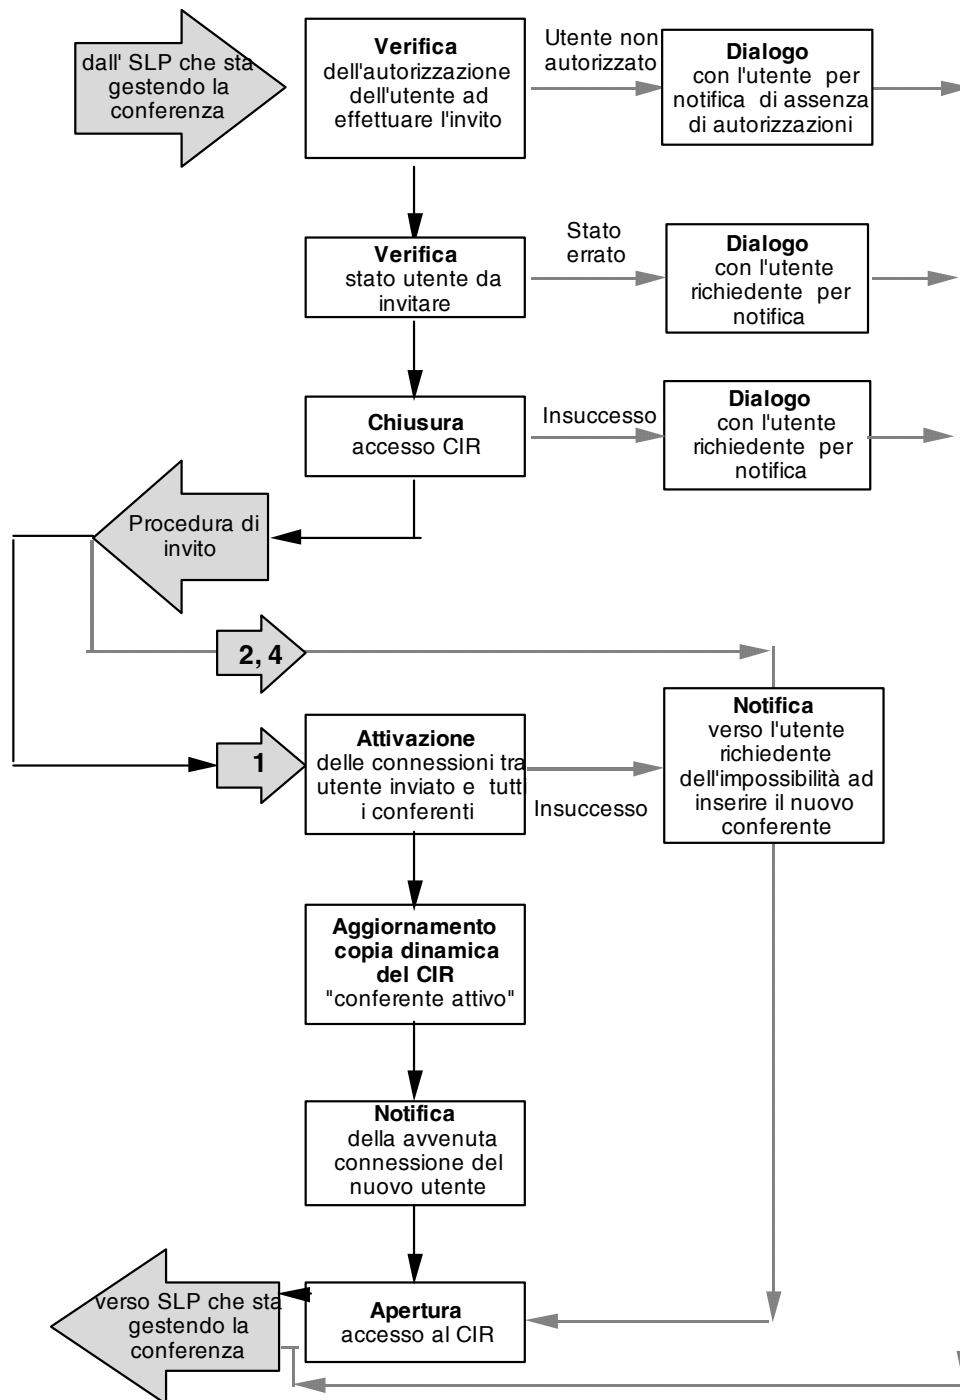 dall' SLP che sta
gestendo la
conferenza
Verifica
dell'autorizzazione
dell'utente ad
effettuare l'invito
Utente non
autorizzato
Dialogo
con l'utente per
notifica di assenza
di autorizzazioni
Verifica
stato utente da
invitare
Stato
errato
Dialogo
con l'utente
richiedente per
notifica
Chiusura
accesso CIR
Insuccesso
Dialogo
con l'utente
richiedente per
notifica
Procedura di
invito
2, 4
1
Attivazione
delle connessioni tra
utente inviato e tutti
i conferenti
Insuccesso
Notifica
verso l'utente
richiedente
dell'impossibilità ad
inserire il nuovo
conferente
Aggiornamento
copia dinamica
del CIR
"conferente attivo"
Notifica
della avvenuta
connessione del
nuovo utente
verso SLP che sta
gestendo la
conferenza
Apertura
accesso al CIR